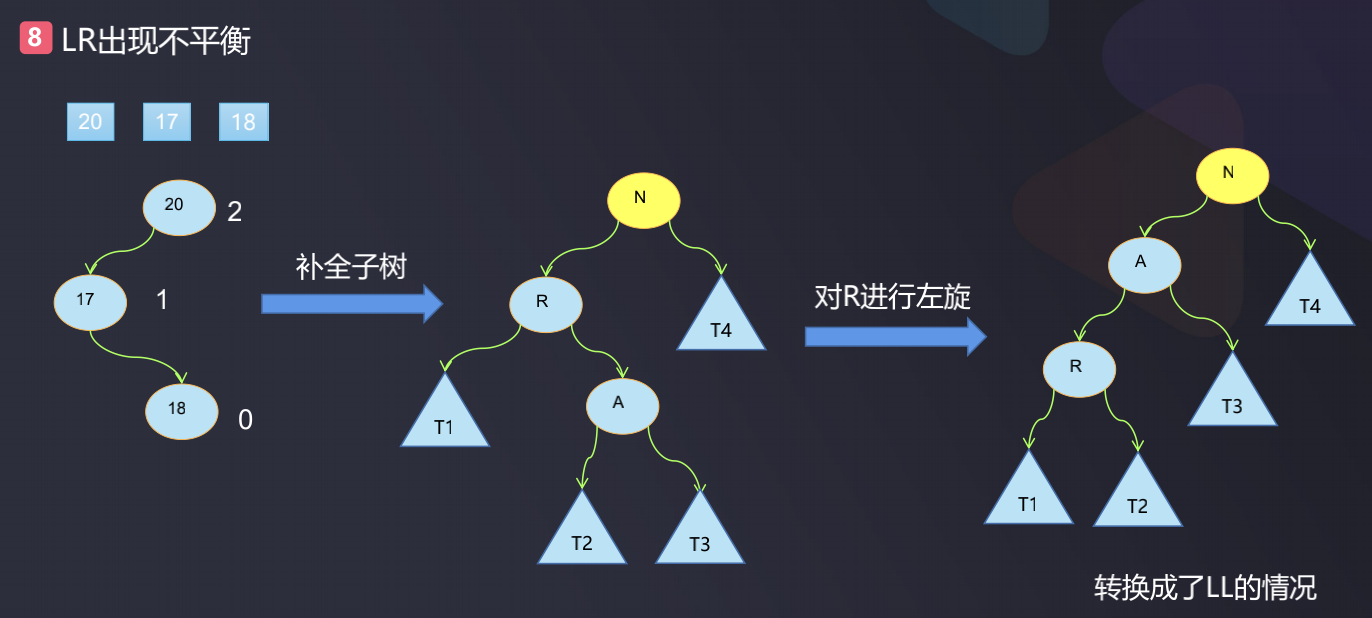 8 LR出现不平衡
20 17 18
20 2
17 1
18 0
补全子树
N
R
T4
T1
A
T2 T3
对R进行左旋
N
A
T4
R
T3
T1 T2
转换成了LL的情况